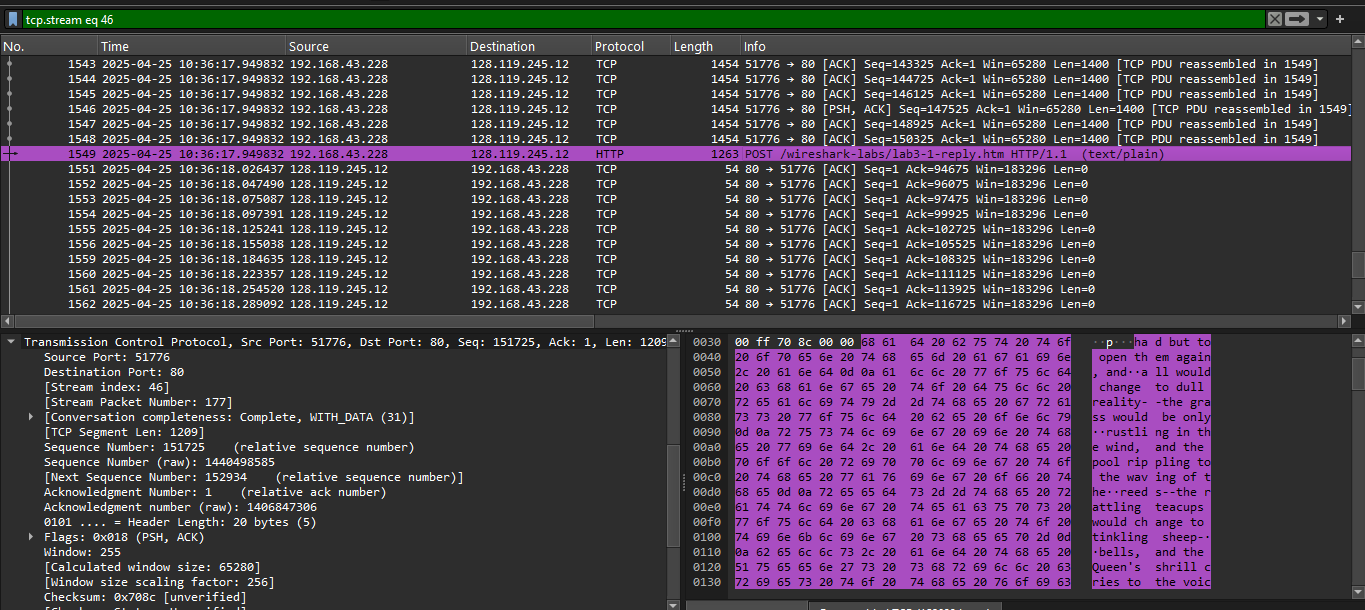 tcp.stream eq 46
No. Time Source Destination Protocol Length Info
1543 2025-04-25 10:36:17.949832 192.168.43.228 128.119.245.12 TCP 1454 51776 → 80 [ACK] Seq=143325 Ack=1 Win=65280 Len=1400 [TCP PDU reassembled in 1549]
1544 2025-04-25 10:36:17.949832 192.168.43.228 128.119.245.12 TCP 1454 51776 → 80 [ACK] Seq=144725 Ack=1 Win=65280 Len=1400 [TCP PDU reassembled in 1549]
1545 2025-04-25 10:36:17.949832 192.168.43.228 128.119.245.12 TCP 1454 51776 → 80 [ACK] Seq=146125 Ack=1 Win=65280 Len=1400 [TCP PDU reassembled in 1549]
1546 2025-04-25 10:36:17.949832 192.168.43.228 128.119.245.12 TCP 1454 51776 → 80 [PSH, ACK] Seq=147525 Ack=1 Win=65280 Len=1400 [TCP PDU reassembled in 1549]
1547 2025-04-25 10:36:17.949832 192.168.43.228 128.119.245.12 TCP 1454 51776 → 80 [ACK] Seq=148925 Ack=1 Win=65280 Len=1400 [TCP PDU reassembled in 1549]
1548 2025-04-25 10:36:17.949832 192.168.43.228 128.119.245.12 TCP 1454 51776 → 80 [ACK] Seq=150325 Ack=1 Win=65280 Len=1400 [TCP PDU reassembled in 1549]
1549 2025-04-25 10:36:17.949832 192.168.43.228 128.119.245.12 HTTP 1263 POST /wireshark-labs/lab3-1-reply.htm HTTP/1.1 (text/plain)
1551 2025-04-25 10:36:18.026437 128.119.245.12 192.168.43.228 TCP 54 80 → 51776 [ACK] Seq=1 Ack=94675 Win=183296 Len=0
1552 2025-04-25 10:36:18.047490 128.119.245.12 192.168.43.228 TCP 54 80 → 51776 [ACK] Seq=1 Ack=96075 Win=183296 Len=0
1553 2025-04-25 10:36:18.075087 128.119.245.12 192.168.43.228 TCP 54 80 → 51776 [ACK] Seq=1 Ack=97475 Win=183296 Len=0
1554 2025-04-25 10:36:18.097391 128.119.245.12 192.168.43.228 TCP 54 80 → 51776 [ACK] Seq=1 Ack=99925 Win=183296 Len=0
1555 2025-04-25 10:36:18.125241 128.119.245.12 192.168.43.228 TCP 54 80 → 51776 [ACK] Seq=1 Ack=102725 Win=183296 Len=0
1556 2025-04-25 10:36:18.155038 128.119.245.12 192.168.43.228 TCP 54 80 → 51776 [ACK] Seq=1 Ack=105525 Win=183296 Len=0
1559 2025-04-25 10:36:18.184635 128.119.245.12 192.168.43.228 TCP 54 80 → 51776 [ACK] Seq=1 Ack=108325 Win=183296 Len=0
1560 2025-04-25 10:36:18.223357 128.119.245.12 192.168.43.228 TCP 54 80 → 51776 [ACK] Seq=1 Ack=111125 Win=183296 Len=0
1561 2025-04-25 10:36:18.254520 128.119.245.12 192.168.43.228 TCP 54 80 → 51776 [ACK] Seq=1 Ack=113925 Win=183296 Len=0
1562 2025-04-25 10:36:18.289092 128.119.245.12 192.168.43.228 TCP 54 80 → 51776 [ACK] Seq=1 Ack=116725 Win=183296 Len=0
Transmission Control Protocol, Src Port: 51776, Dst Port: 80, Seq: 151725, Ack: 1, Len: 1209
Source Port: 51776
Destination Port: 80
[Stream index: 46]
[Stream Packet Number: 177]
[Conversation completeness: Complete, WITH_DATA (31)]
[TCP Segment Len: 1209]
Sequence Number: 151725 (relative sequence number)
Sequence Number (raw): 1440498585
[Next Sequence Number: 152934 (relative sequence number)]
Acknowledgment Number: 1 (relative ack number)
Acknowledgment number (raw): 1406847306
0101 .... = Header Length: 20 bytes (5)
Flags: 0x018 (PSH, ACK)
Window: 255
[Calculated window size: 65280]
[Window size scaling factor: 256]
Checksum: 0x708c [unverified]
0030 00 ff 70 8c 00 00 68 61 64 20 62 75 74 20 74 6f ··p···ha d but to
0040 20 6f 70 65 6e 20 74 68 65 6d 20 61 67 61 69 6e open th em again
0050 2c 20 61 6e 64 0d 0a 61 6c 6c 20 77 6f 75 6c 64 , and··a ll would
0060 20 63 68 61 6e 67 65 20 74 6f 20 64 75 6c 6c 20 change to dull
0070 72 65 61 6c 69 74 79 2d 2d 74 68 65 20 67 72 61 reality- -the gra
0080 73 73 20 77 6f 75 6c 64 20 62 65 20 6f 6e 6c 79 ss would be only
0090 0d 0a 72 75 73 74 6c 69 6e 67 20 69 6e 20 74 68 ··rustli ng in th
00a0 65 20 77 69 6e 64 2c 20 61 6e 64 20 74 68 65 20 e wind, and the
00b0 70 6f 6f 6c 20 72 69 70 70 6c 69 6e 67 20 74 6f pool rip pling to
00c0 20 74 68 65 20 77 61 76 69 6e 67 20 6f 66 20 74 the wav ing of t
00d0 68 65 0d 0a 72 65 65 64 73 2d 2d 74 68 65 20 72 he··reed s--the r
00e0 61 74 74 6c 69 6e 67 20 74 65 61 63 75 70 73 20 attling teacups
00f0 77 6f 75 6c 64 20 63 68 61 6e 67 65 20 74 6f 20 would ch ange to
0100 74 69 6e 6b 6c 69 6e 67 20 73 68 65 65 70 2d 0d tinkling sheep-·
0110 0a 62 65 6c 6c 73 2c 20 61 6e 64 20 74 68 65 20 ·bells, and the
0120 51 75 65 65 6e 27 73 20 73 68 72 69 6c 6c 20 63 Queen's shrill c
0130 72 69 65 73 20 74 6f 20 74 68 65 20 76 6f 69 63 cries to the voic